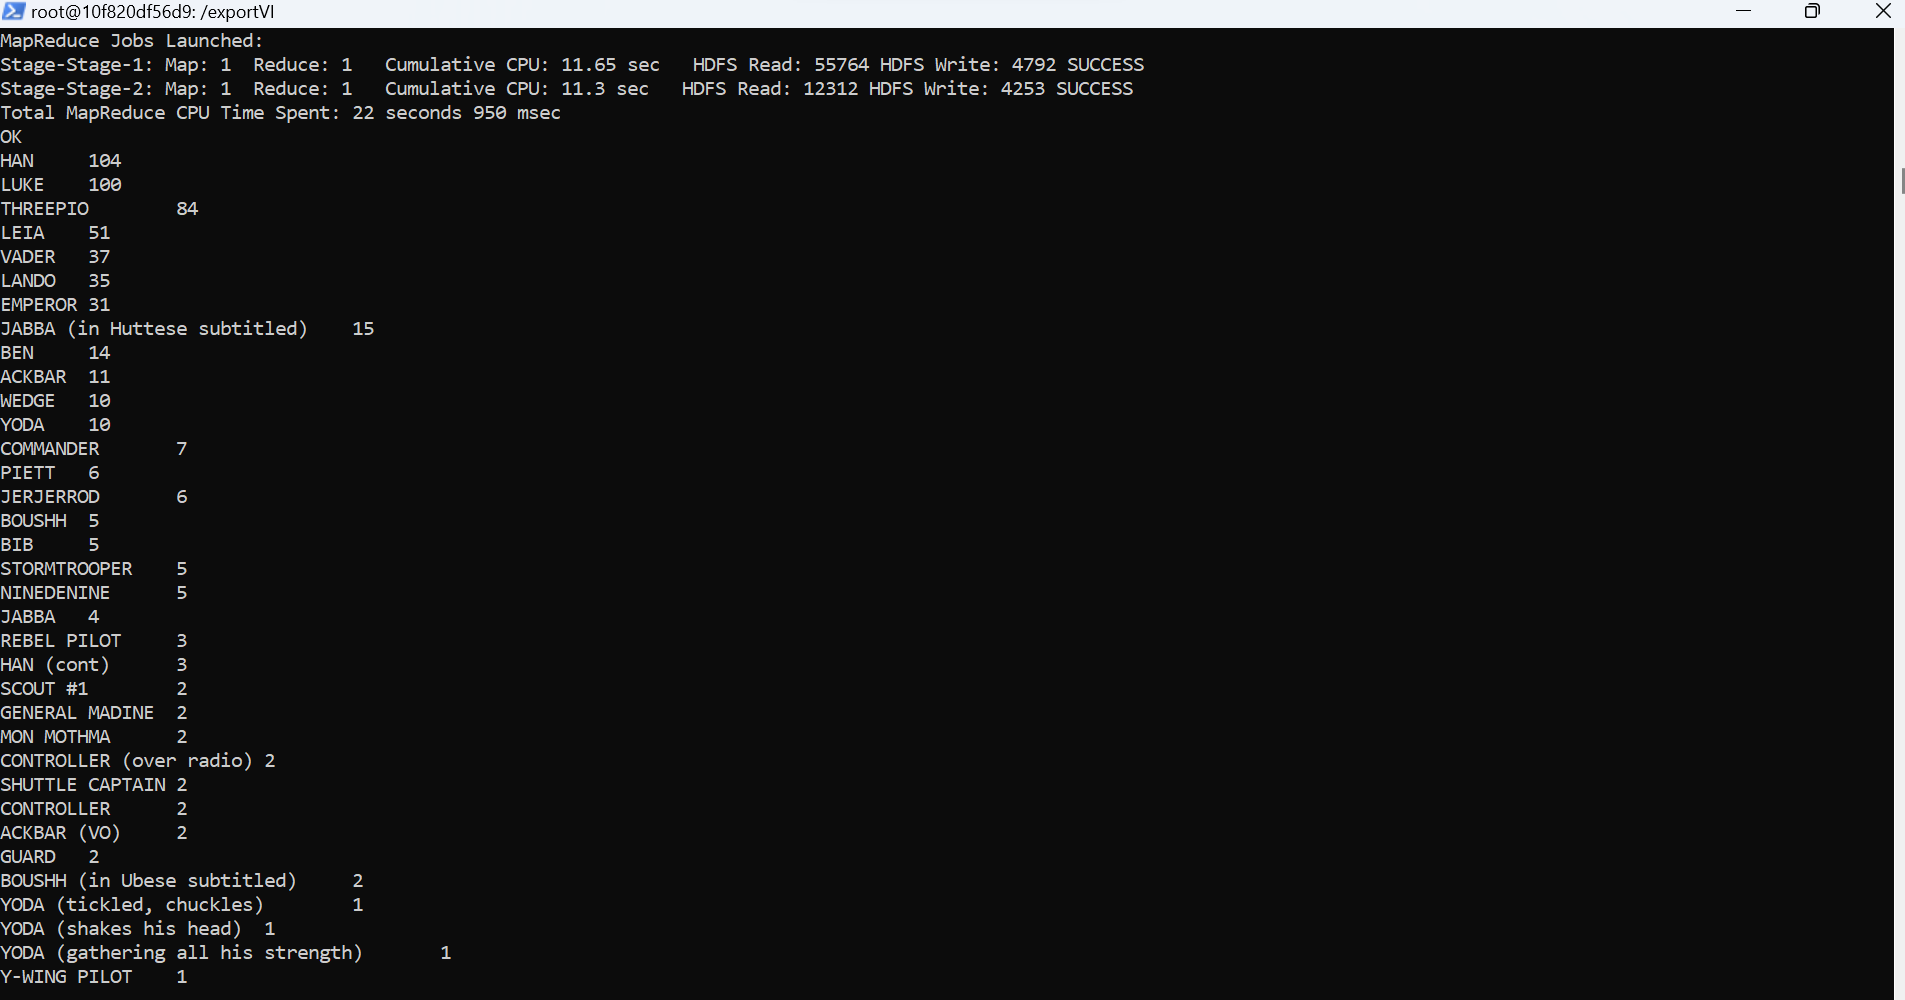 root@10f820df56d9: /exportVI
MapReduce Jobs Launched:
Stage-Stage-1: Map: 1  Reduce: 1   Cumulative CPU: 11.65 sec   HDFS Read: 55764 HDFS Write: 4792 SUCCESS
Stage-Stage-2: Map: 1  Reduce: 1   Cumulative CPU: 11.3 sec   HDFS Read: 12312 HDFS Write: 4253 SUCCESS
Total MapReduce CPU Time Spent: 22 seconds 950 msec
OK
HAN     104
LUKE    100
THREEPIO        84
LEIA    51
VADER   37
LANDO   35
EMPEROR 31
JABBA (in Huttese subtitled)    15
BEN     14
ACKBAR  11
WEDGE   10
YODA    10
COMMANDER       7
PIETT   6
JERJERROD       6
BOUSHH  5
BIB     5
STORMTROOPER    5
NINEDENINE      5
JABBA   4
REBEL PILOT     3
HAN (cont)      3
SCOUT #1        2
GENERAL MADINE  2
MON MOTHMA      2
CONTROLLER (over radio) 2
SHUTTLE CAPTAIN 2
CONTROLLER      2
ACKBAR (VO)     2
GUARD   2
BOUSHH (in Ubese subtitled)     2
YODA (tickled, chuckles)        1
YODA (shakes his head)  1
YODA (gathering all his strength)       1
Y-WING PILOT    1